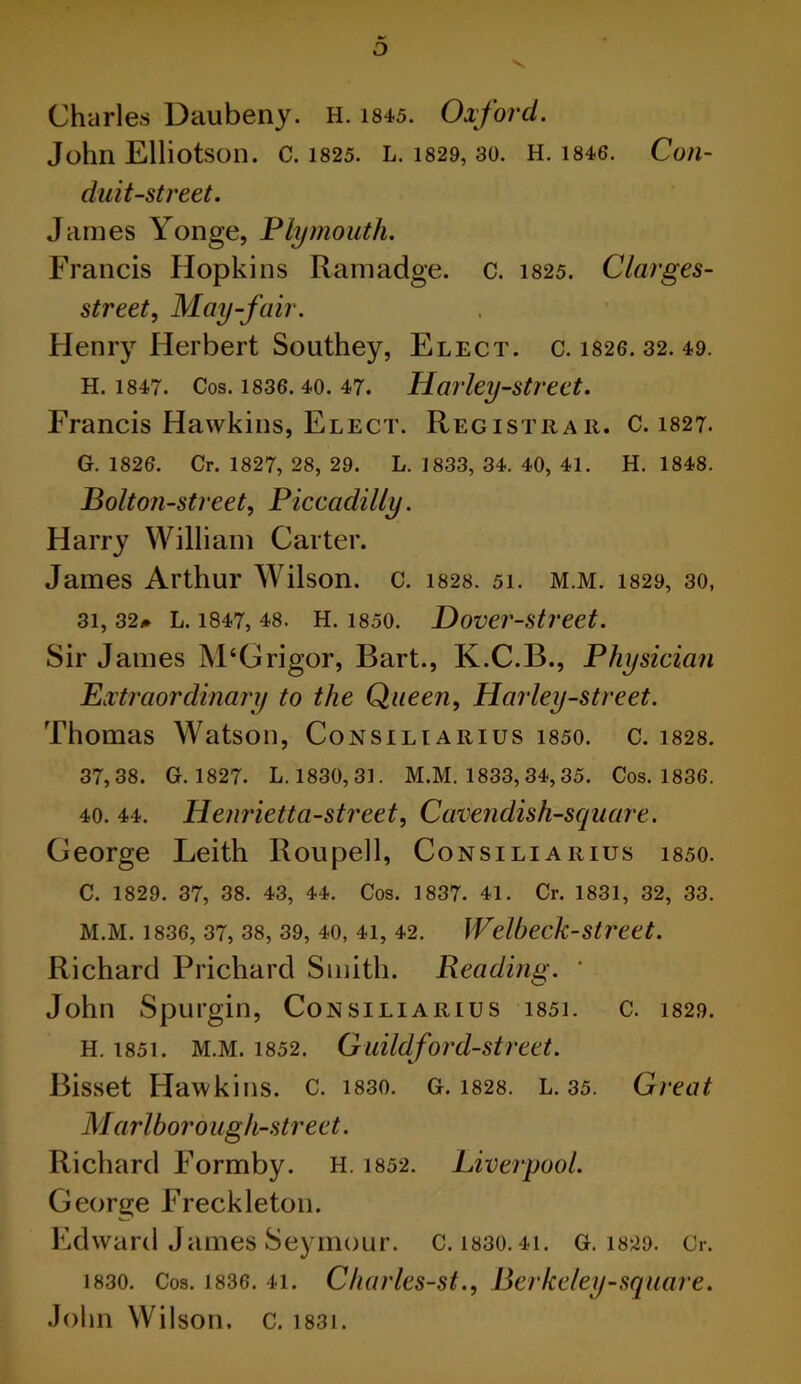 5
Charles Daubeny. H. 1845. Oxford.
John Elliotson. C. 1825. L. 1829, 30. H. 1846. Con-
duit-street.
James Yonge, Plymouth.
Francis Hopkins Ramadge. C. 1825. Clarges-
street, May-fair.
Henry Herbert Southey, ELECT. C. 1826. 32. 49.
H. 1847. Cos. 1836. 40. 47. Harley-street.
Francis Hawkins, ELECT. REGISTRAR. C. 1827.
G. 1826. Cr. 1827, 28, 29. L. 1833, 34. 40, 41. H. 1848.
Bolton-street, Piccadilly.
Harry William Carter.
James Arthur Wilson. C. 1828. 51. M.M. 1829, 30,
31, 32. L. 1847, 48. H. 1850. Dover-street.
Sir James M‘Grigor, Bart., K.C.B., Physician
Extraordinary to the Queen, Harley-street.
Thomas Watson, CONSILIARIUS 1850. C. 1828.
37, 38. G. 1827. L. 1830, 31. M.M. 1833, 34, 35. Cos. 1836.
40. 44. Henrietta-street, Cavendish-square.
George Leith Roupell, CONSILIARIUS 1850.
C. 1829. 37, 38. 43, 44. Cos. 1837. 41. Cr. 1831, 32, 33.
M.M. 1836, 37, 38, 39, 40, 41, 42. Welbeck-street.
Richard Prichard Smith. Reading.
John Spurgin, CONSILIARIUS 1851. C. 1829.
H. 1851. M.M. 1852. Guildford-street.
Bisset Hawkins. C. 1830. G. 1828. L. 35. Great
Marlborough-street.
Richard Formby. H. 1852. Liverpool.
George Freckleton.
Edward James Seymour. C. 1830. 41. G. 1829. Cr.
1830. Cos. 1836. 41. Charles-st., Berkeley-square.
John Wilson. C. 1831.